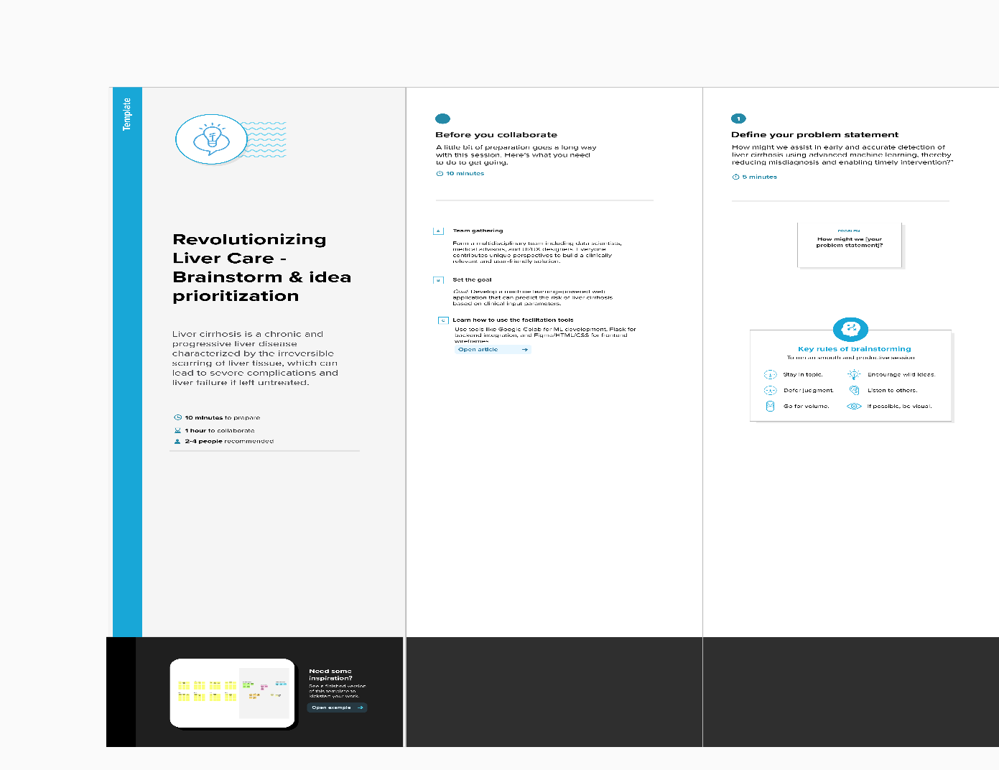 Template
Revolutionizing
Liver Care -
Brainstorm & idea
prioritization
Liver cirrhosis is a chronic and
progressive liver disease
characterized by the irreversible
scarring of liver tissue, which can
lead to severe complications and
liver failure if left untreated.
10 minutes to prepare
1 hour to collaborate
2-4 people recommended
Need some
inspiration?
See a finished version
of this template to
kickstart your work.
Open example
Before you collaborate
A little bit of preparation goes a long way
with this session. Here's what you need
to do to get going.
10 minutes
A
Team gathering
Form a multidisciplinary team including data scientists,
medical advisors, and UI/UX designers. Everyone
contributes unique perspectives to build a clinically
relevant and user-friendly solution.
B
Set the goal
Goal: Develop a machine learning–powered web
application that can predict the risk of liver cirrhosis
based on clinical input parameters.
C
Learn how to use the facilitation tools
Use tools like Google Colab for ML development, Flask for
backend integration, and Figma/HTML/CSS for frontend
wireframes.
Open article
1
Define your problem statement
How might we assist in early and accurate detection of
liver cirrhosis using advanced machine learning, thereby
reducing misdiagnosis and enabling timely intervention?"
5 minutes
PROBLEM
How might we [your
problem statement]?
Key rules of brainstorming
To run an smooth and productive session
Stay in topic.
Encourage wild ideas.
Defer judgment.
Listen to others.
Go for volume.
If possible, be visual.